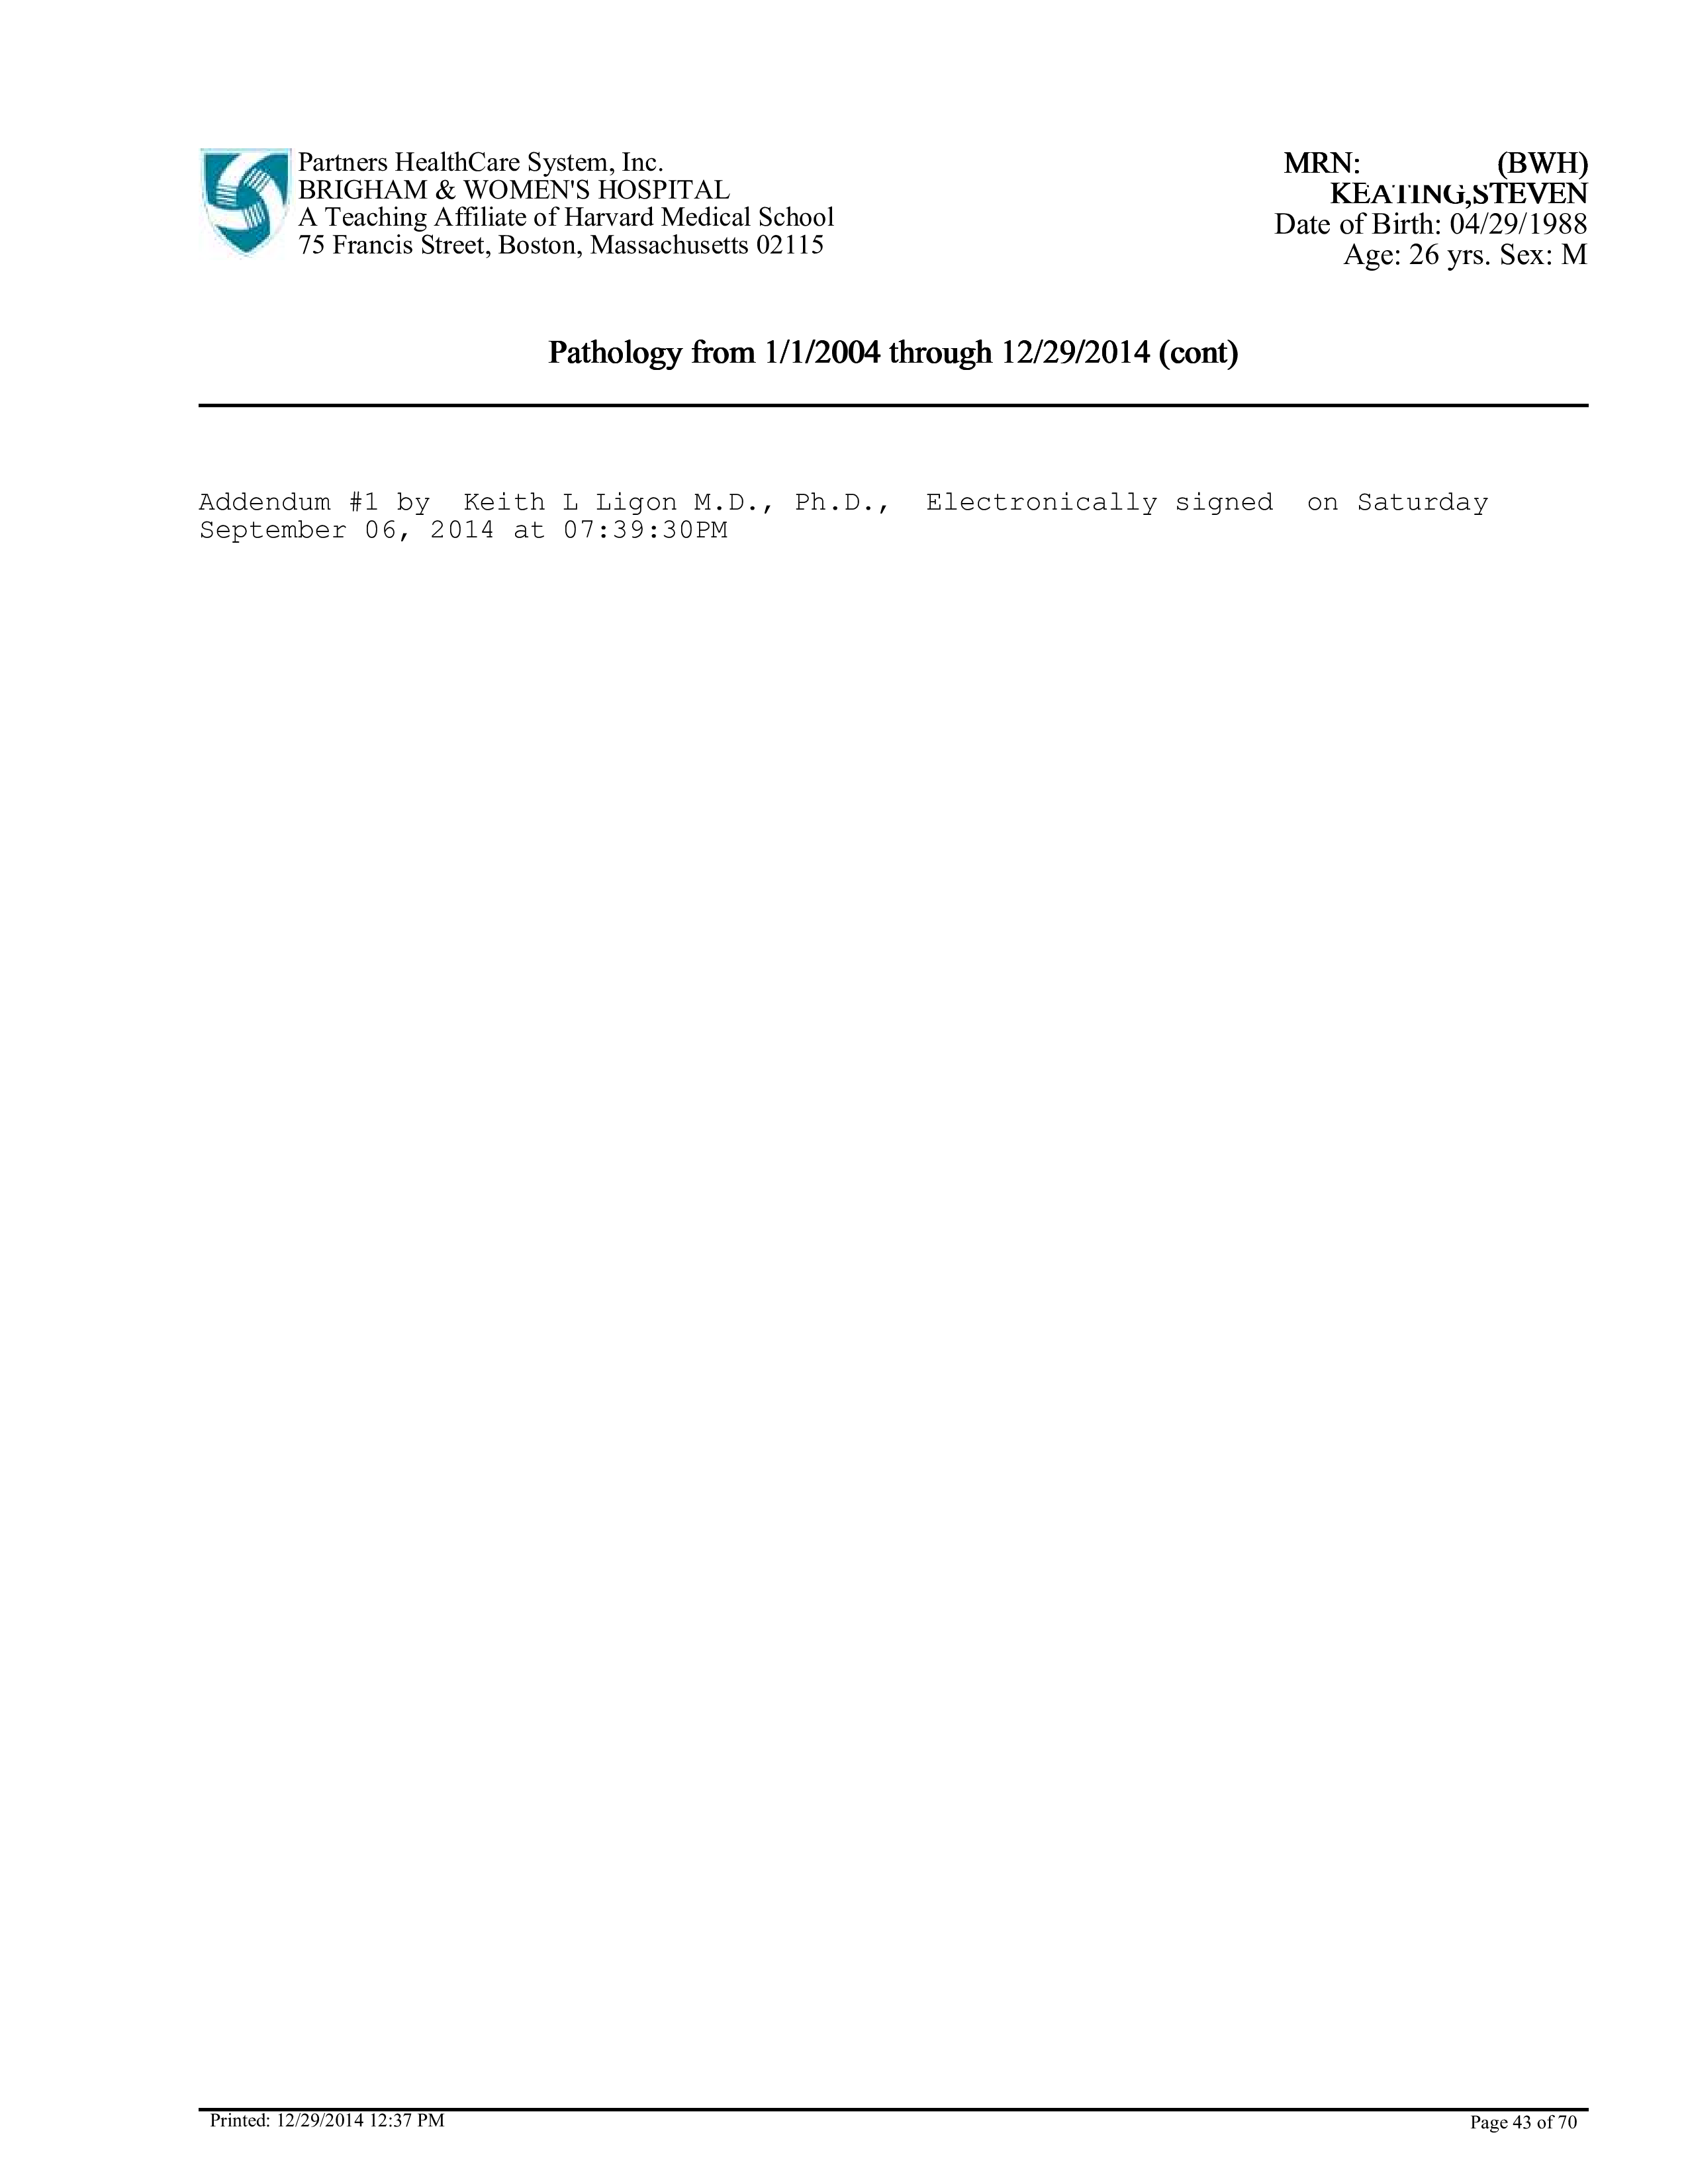 Partners HealthCare System, Inc.
BRIGHAM & WOMEN'S HOSPITAL
A Teaching Affiliate of Harvard Medical School
75 Francis Street, Boston, Massachusetts 02115
MRN: (BWH)
KEATING,STEVEN
Date of Birth: 04/29/1988
Age: 26 yrs. Sex: M
Pathology from 1/1/2004 through 12/29/2014 (cont)
Addendum #1 by  Keith L Ligon M.D., Ph.D.,  Electronically signed  on Saturday
September 06, 2014 at 07:39:30PM
Printed: 12/29/2014 12:37 PM
Page 43 of 70